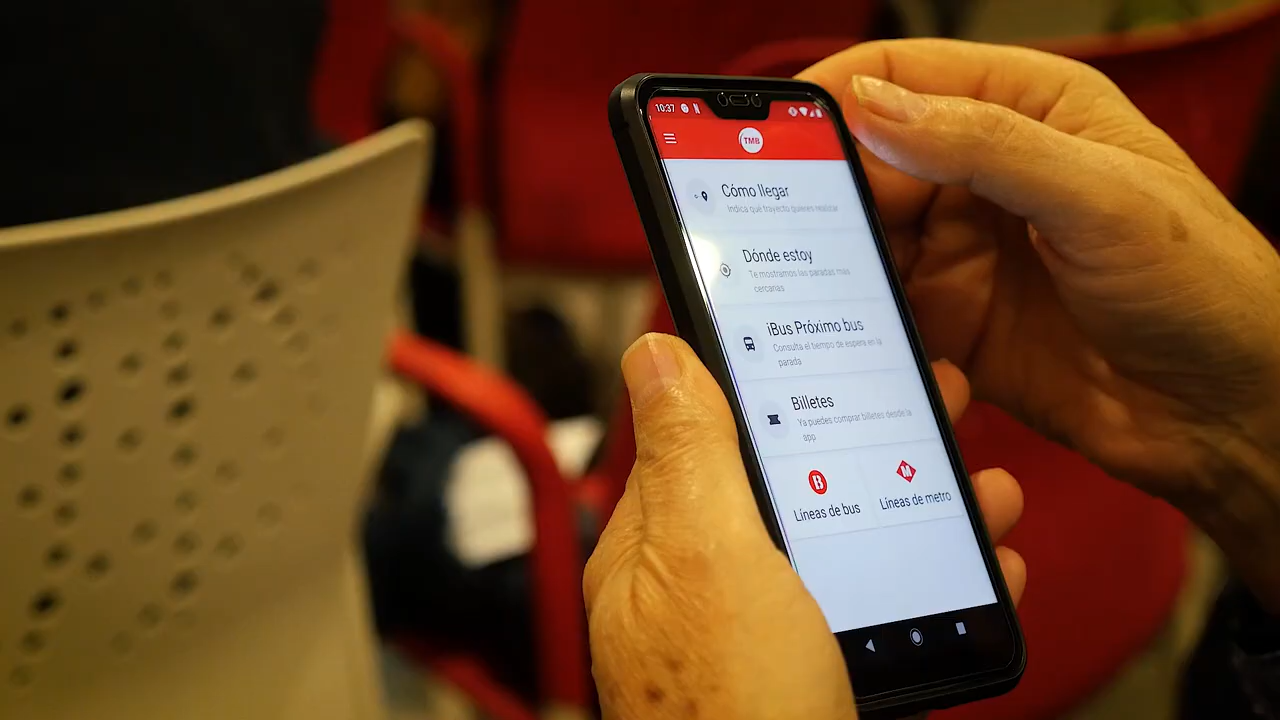 10:37
TMB
Cómo llegar
Indica qué trayecto quieres realizar
Dónde estoy
Te mostramos las paradas más
cercanas
iBus Próximo bus
Consulta el tiempo de espera en la
parada
Billetes
Ya puedes comprar billetes desde la
app
B
M
Líneas de bus
Líneas de metro